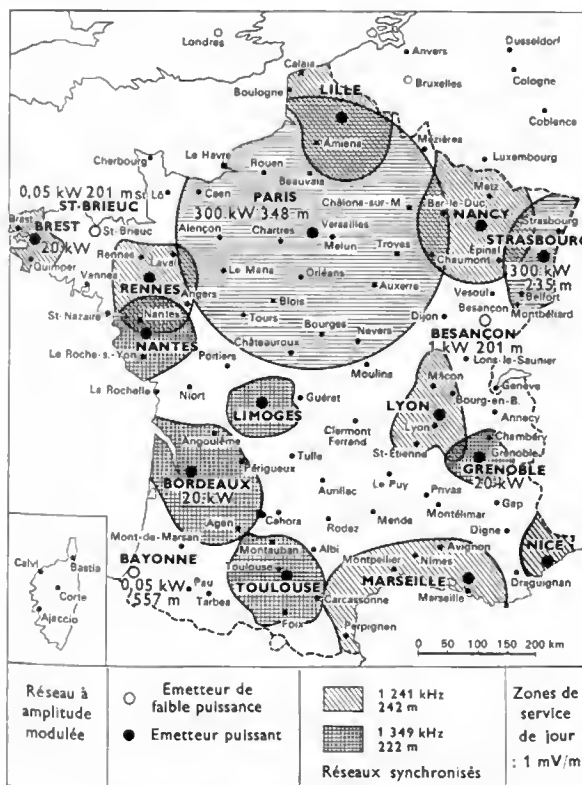 Londres
Anvers
Dusseldorf
Calais
Cologne
Boulogne
LILLE
Bruxelles
Coblence
Amiens
Mézières
Luxembourg
Cherbourg
Le Havre
Rouen
Beauvais
Metz
0,05 kW 201 m
St Lô
Caen
PARIS
Châlons-sur-M
Bar-le-Duc
NANCY
Strasbourg
ST-BRIEUC
300 kW 348 m
Versailles
STRASBOURG
Brest
BREST
St-Brieuc
Alençon
Chartres
Melun
Troyes
Epinal
20 kW
Rennes
Laval
Chaumont
300 kW
Quimper
Le Mans
Orléans
235 m
Vannes
RENNES
Auxerre
Vesoul
Belfort
Angers
Blois
Besançon
Montbéliard
St-Nazaire
Nantes
Tours
Bourges
Dijon
BESANÇON
NANTES
Nevers
1 kW 201 m
La Roche-s.-Yon
Châteauroux
Lons-le-Saunier
Poitiers
Moulins
Mâcon
Genève
La Rochelle
Niort
Guéret
LYON
Bourg-en-B.
LIMOGES
Annecy
Clermont
Ferrand
Lyon
Chambéry
Angoulême
St-Étienne
Grenoble
Tulle
GRENOBLE
Périgueux
Le Puy
20 kW
BORDEAUX
Aurillac
Privas
20 kW
Gap
Cahors
Montélimar
Agen
Rodez
Mende
Digne
Mont-de-Marsan
Montauban
Albi
Avignon
NICE
Calvi
Bastia
BAYONNE
Toulouse
Montpellier
Nîmes
0,05 kW
Pau
TOULOUSE
MARSEILLE
Draguignan
Corte
557 m
Tarbes
Carcassonne
Marseille
Ajaccio
Foix
Perpignan
0 50 100 150 200 km
Réseau à
amplitude
modulée
Emetteur de
faible puissance
Emetteur puissant
1 241 kHz
242 m
1 349 kHz
222 m
Réseaux synchronisés
Zones de
service
de jour
: 1 mV/m